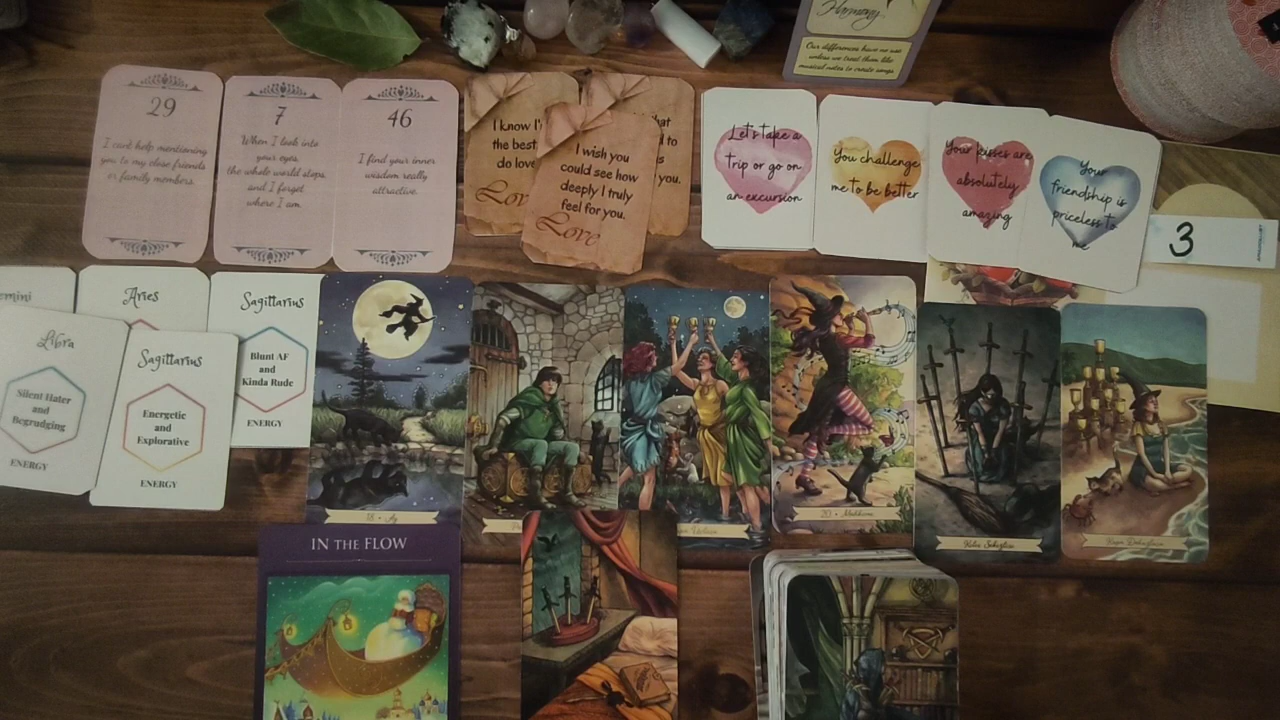 Harmony
Our differences have no use
unless we treat them like
musical notes to create songs
29
I can't help mentioning
you to my close friends
or family members.
7
When I look into
your eyes,
the whole world stops
and I forget
where I am.
46
I find your inner
wisdom really
attractive.
I know I'
the best
do love
Lov
I wish you
could see how
deeply I truly
feel for you.
Love
hat
d to
s
you.
Let's take a
trip or go on
an excursion
You challenge
me to be better
Your kisses are
absolutely
amazing
Your
friendship is
priceless to
me
3
emini
Aries
Sagittarius
Blunt AF
and
Kinda Rude
ENERGY
Libra
Silent Hater
and
Begrudging
ENERGY
Sagittarius
Energetic
and
Explorative
ENERGY
18 • Ay
IN THE FLOW